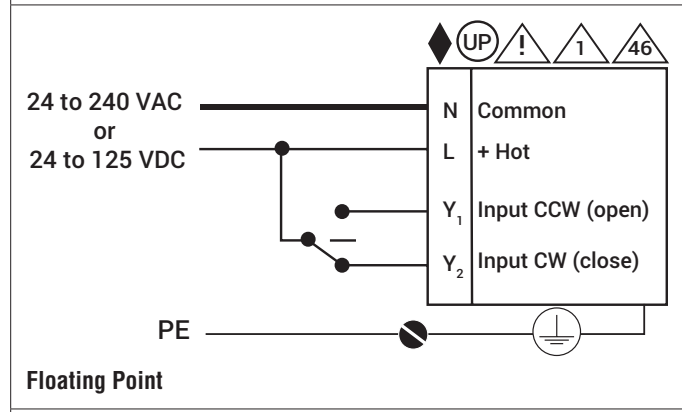 UP ! 1 46
24 to 240 VAC
or
24 to 125 VDC
N Common
L + Hot
Y1 Input CCW (open)
Y2 Input CW (close)
PE
Floating Point